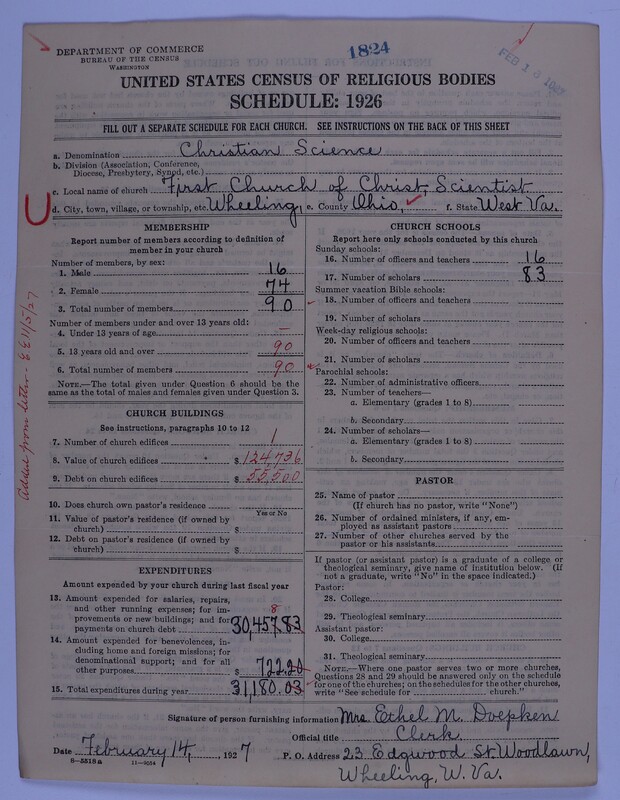 DEPARTMENT OF COMMERCE
BUREAU OF THE CENSUS
WASHINGTON
1824
FEB 18 1927
UNITED STATES CENSUS OF RELIGIOUS BODIES
SCHEDULE: 1926
FILL OUT A SEPARATE SCHEDULE FOR EACH CHURCH. SEE INSTRUCTIONS ON THE BACK OF THIS SHEET
a. Denomination Christian Science
b. Division (Association, Conference, Diocese, Presbytery, Synod, etc.)
c. Local name of church First Church of Christ, Scientist
d. City, town, village, or township, etc. Wheeling, e. County Ohio, f. State West Va.
MEMBERSHIP
Report number of members according to definition of member in your church
Number of members, by sex:
1. Male 16
2. Female 74
3. Total number of members 90
Number of members under and over 13 years old:
4. Under 13 years of age —
5. 13 years old and over 90
6. Total number of members 90
NOTE.—The total given under Question 6 should be the same as the total of males and females given under Question 3.
CHURCH BUILDINGS
See instructions, paragraphs 10 to 12
7. Number of church edifices 1
8. Value of church edifices $ 124,736
9. Debt on church edifices $ 55,500
10. Does church own pastor's residence
Yes or No
11. Value of pastor's residence (if owned by church) $
12. Debt on pastor's residence (if owned by church) $
Added from letter
EXPENDITURES
Amount expended by your church during last fiscal year
13. Amount expended for salaries, repairs, and other running expenses; for improvements or new buildings; and for payments on church debt 30,457.83
8
14. Amount expended for benevolences, including home and foreign missions; for denominational support; and for all other purposes $ 722.20
15. Total expenditures during year 31,180.03
CHURCH SCHOOLS
Report here only schools conducted by this church
Sunday schools:
16. Number of officers and teachers 16
17. Number of scholars 83
Summer vacation Bible schools:
18. Number of officers and teachers
19. Number of scholars
Week-day religious schools:
20. Number of officers and teachers
21. Number of scholars
Parochial schools:
22. Number of administrative officers
23. Number of teachers—
a. Elementary (grades 1 to 8)
b. Secondary
24. Number of scholars—
a. Elementary (grades 1 to 8)
b. Secondary
PASTOR
25. Name of pastor
(If church has no pastor, write "None")
26. Number of ordained ministers, if any, employed as assistant pastors
27. Number of other churches served by the pastor or his assistants
If pastor (or assistant pastor) is a graduate of a college or theological seminary, give name of institution below. (If not a graduate, write "No" in the space indicated.)
Pastor:
28. College
29. Theological seminary
Assistant pastor:
30. College
31. Theological seminary
NOTE.—Where one pastor serves two or more churches, Questions 28 and 29 should be answered only on the schedule for one of the churches; on the schedules for the other churches, write "See schedule for church."
Signature of person furnishing information Mrs. Ethel M. Doepken
Official title Clerk
Date February 14, 1927 P. O. Address 23 Edgwood St. Woodlawn,
Wheeling, W. Va.
8—5518a 11—9034